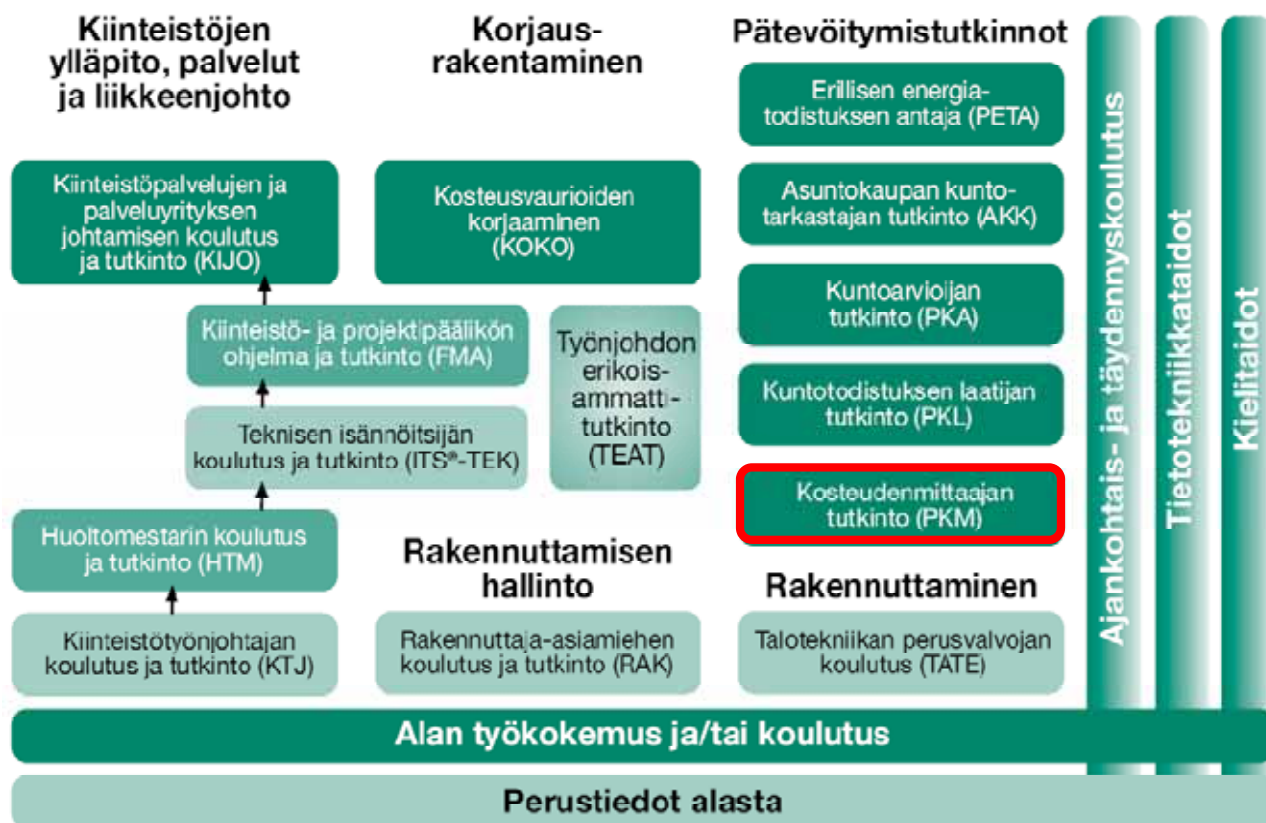 Kiinteistöjen
ylläpito, palvelut
ja liikkeenjohto
Kiinteistöpalvelujen ja
palveluyrityksen
johtamisen koulutus
ja tutkinto (KIJO)
Kiinteistö- ja projektipäälikön
ohjelma ja tutkinto (FMA)
Teknisen isännöitsijän
koulutus ja tutkinto (ITS®-TEK)
Huoltomestarin koulutus
ja tutkinto (HTM)
Kiinteistötyönjohtajan
koulutus ja tutkinto (KTJ)
Korjaus-
rakentaminen
Kosteusvaurioiden
korjaaminen
(KOKO)
Työnjohdon
erikois-
ammatti-
tutkinto
(TEAT)
Rakennuttamisen
hallinto
Rakennuttaja-asiamiehen
koulutus ja tutkinto (RAK)
Pätevöitymistutkinnot
Erillisen energia-
todistuksen antaja (PETA)
Asuntokaupan kunto-
tarkastajan tutkinto (AKK)
Kuntoarvioijan
tutkinto (PKA)
Kuntotodistuksen laatijan
tutkinto (PKL)
Kosteudenmittaajan
tutkinto (PKM)
Rakennuttaminen
Talotekniikan perusvalvojan
koulutus (TATE)
Ajankohtais- ja täydennyskoulutus
Tietotekniikkataidot
Kielitaidot
Alan työkokemus ja/tai koulutus
Perustiedot alasta